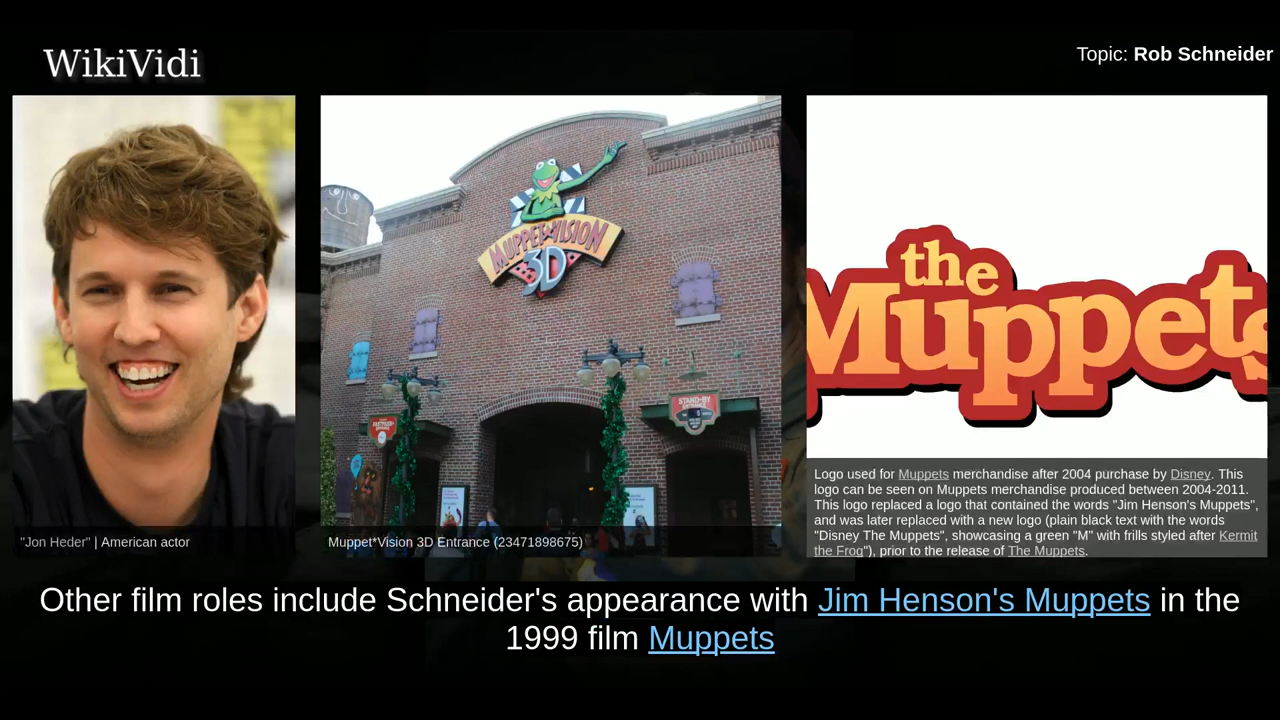 WikiVidi
Topic: Rob Schneider
MUPPET★VISION
3D
STAND-BY
ENTRANCE
"Jon Heder" | American actor
Muppet*Vision 3D Entrance (23471898675)
the
Muppets
Logo used for Muppets merchandise after 2004 purchase by Disney. This
logo can be seen on Muppets merchandise produced between 2004-2011.
This logo replaced a logo that contained the words "Jim Henson's Muppets",
and was later replaced with a new logo (plain black text with the words
"Disney The Muppets", showcasing a green "M" with frills styled after Kermit
the Frog"), prior to the release of The Muppets.
Other film roles include Schneider's appearance with Jim Henson's Muppets in the
1999 film Muppets